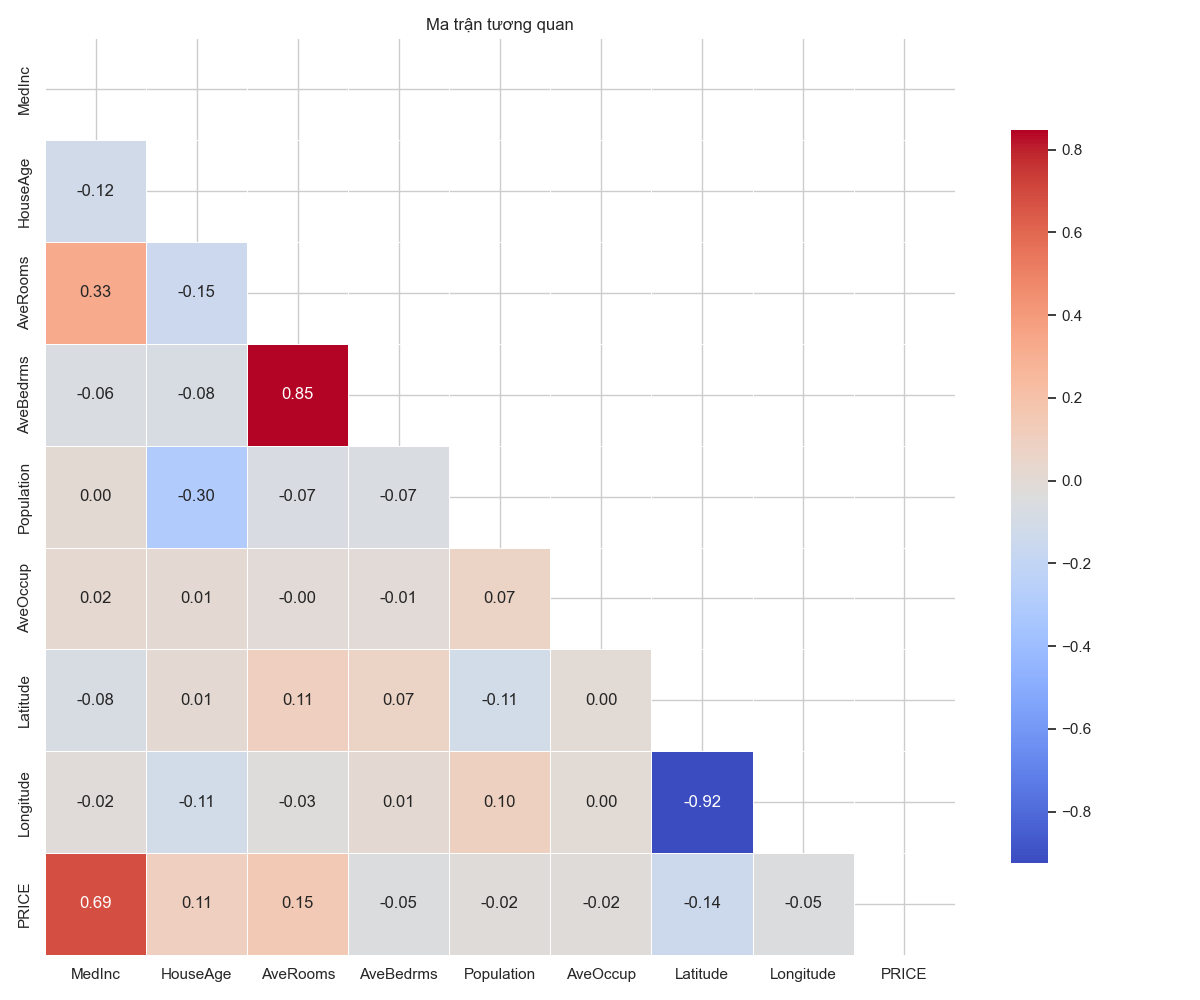 Ma trận tương quan
MedInc
HouseAge -0.12
AveRooms 0.33 -0.15
AveBedrms -0.06 -0.08 0.85
Population 0.00 -0.30 -0.07 -0.07
AveOccup 0.02 0.01 -0.00 -0.01 0.07
Latitude -0.08 0.01 0.11 0.07 -0.11 0.00
Longitude -0.02 -0.11 -0.03 0.01 0.10 0.00 -0.92
PRICE 0.69 0.11 0.15 -0.05 -0.02 -0.02 -0.14 -0.05
MedInc HouseAge AveRooms AveBedrms Population AveOccup Latitude Longitude PRICE
0.8
0.6
0.4
0.2
0.0
−0.2
−0.4
−0.6
−0.8